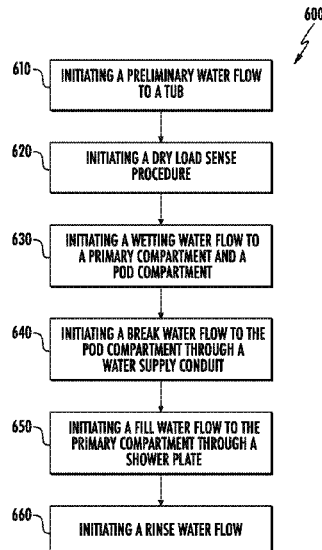 600
610
INITIATING A PRELIMINARY WATER FLOW
TO A TUB
620
INITIATING A DRY LOAD SENSE
PROCEDURE
630
INITIATING A WETTING WATER FLOW TO
A PRIMARY COMPARTMENT AND A
POD COMPARTMENT
640
INITIATING A BREAK WATER FLOW TO THE
POD COMPARTMENT THROUGH A
WATER SUPPLY CONDUIT
650
INITIATING A FILL WATER FLOW TO THE
PRIMARY COMPARTMENT THROUGH A
SHOWER PLATE
660
INITIATING A RINSE WATER FLOW